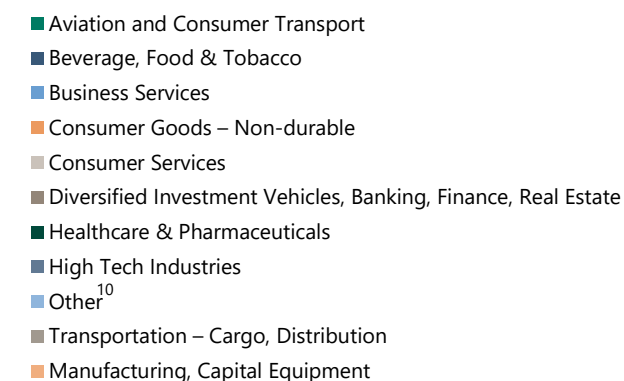 Aviation and Consumer Transport
Beverage, Food & Tobacco
Business Services
Consumer Goods – Non-durable
Consumer Services
Diversified Investment Vehicles, Banking, Finance, Real Estate
Healthcare & Pharmaceuticals
High Tech Industries
Other10
Transportation – Cargo, Distribution
Manufacturing, Capital Equipment